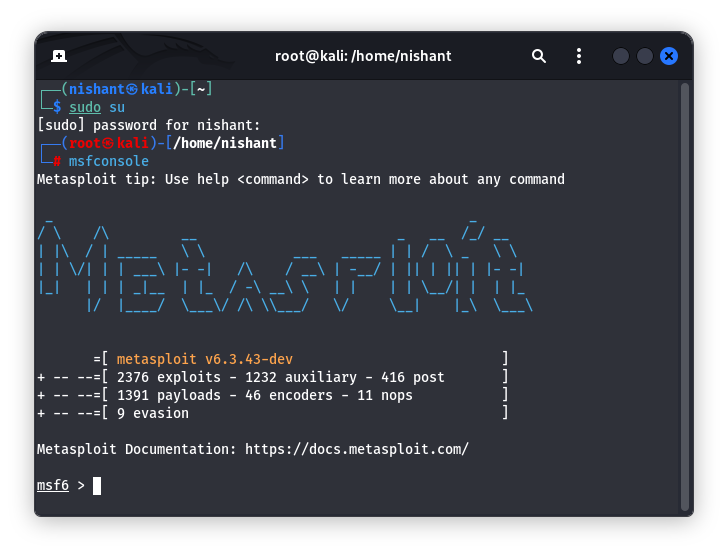 root@kali: /home/nishant
┌──(nishant㉿kali)-[~]
└─$ sudo su
[sudo] password for nishant:
┌──(root㉿kali)-[/home/nishant]
└─# msfconsole
Metasploit tip: Use help <command> to learn more about any command
METASPLOIT
=[ metasploit v6.3.43-dev ]
+ -- --=[ 2376 exploits - 1232 auxiliary - 416 post ]
+ -- --=[ 1391 payloads - 46 encoders - 11 nops ]
+ -- --=[ 9 evasion ]
Metasploit Documentation: https://docs.metasploit.com/
msf6 >